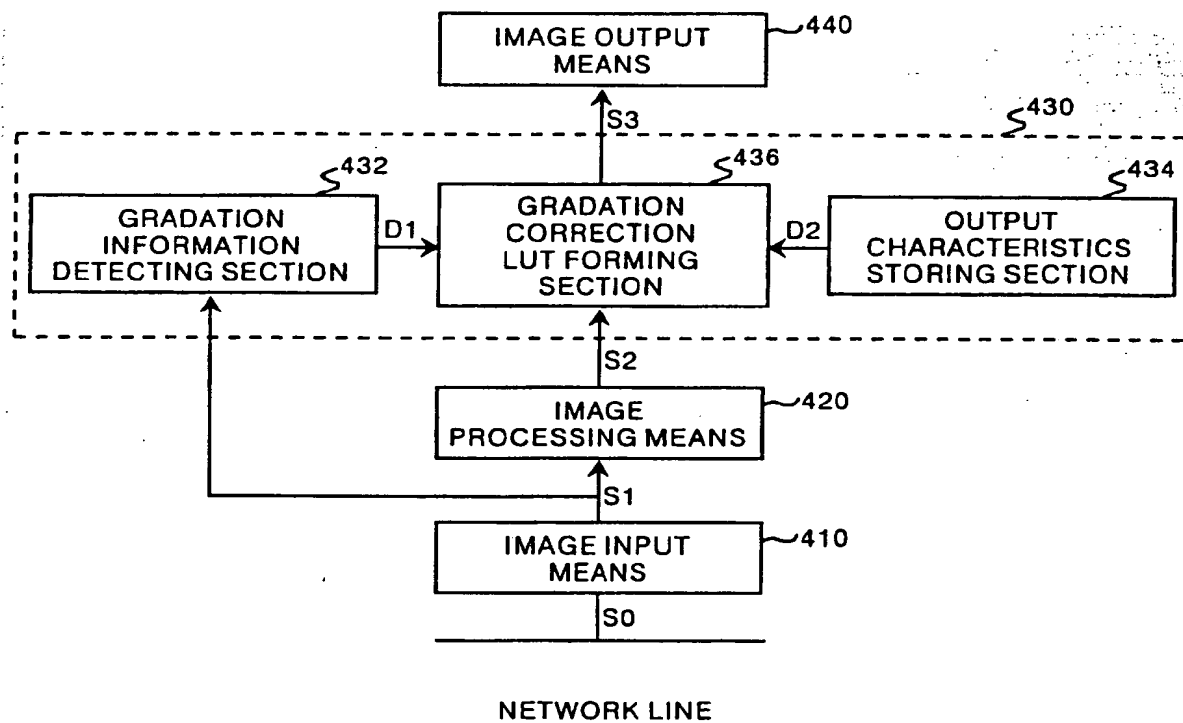 IMAGE OUTPUT
MEANS
440
S3
430
432
436
434
GRADATION
INFORMATION
DETECTING SECTION
D1
GRADATION
CORRECTION
LUT FORMING
SECTION
D2
OUTPUT
CHARACTERISTICS
STORING SECTION
S2
IMAGE
PROCESSING MEANS
420
S1
IMAGE INPUT
MEANS
410
S0
NETWORK LINE